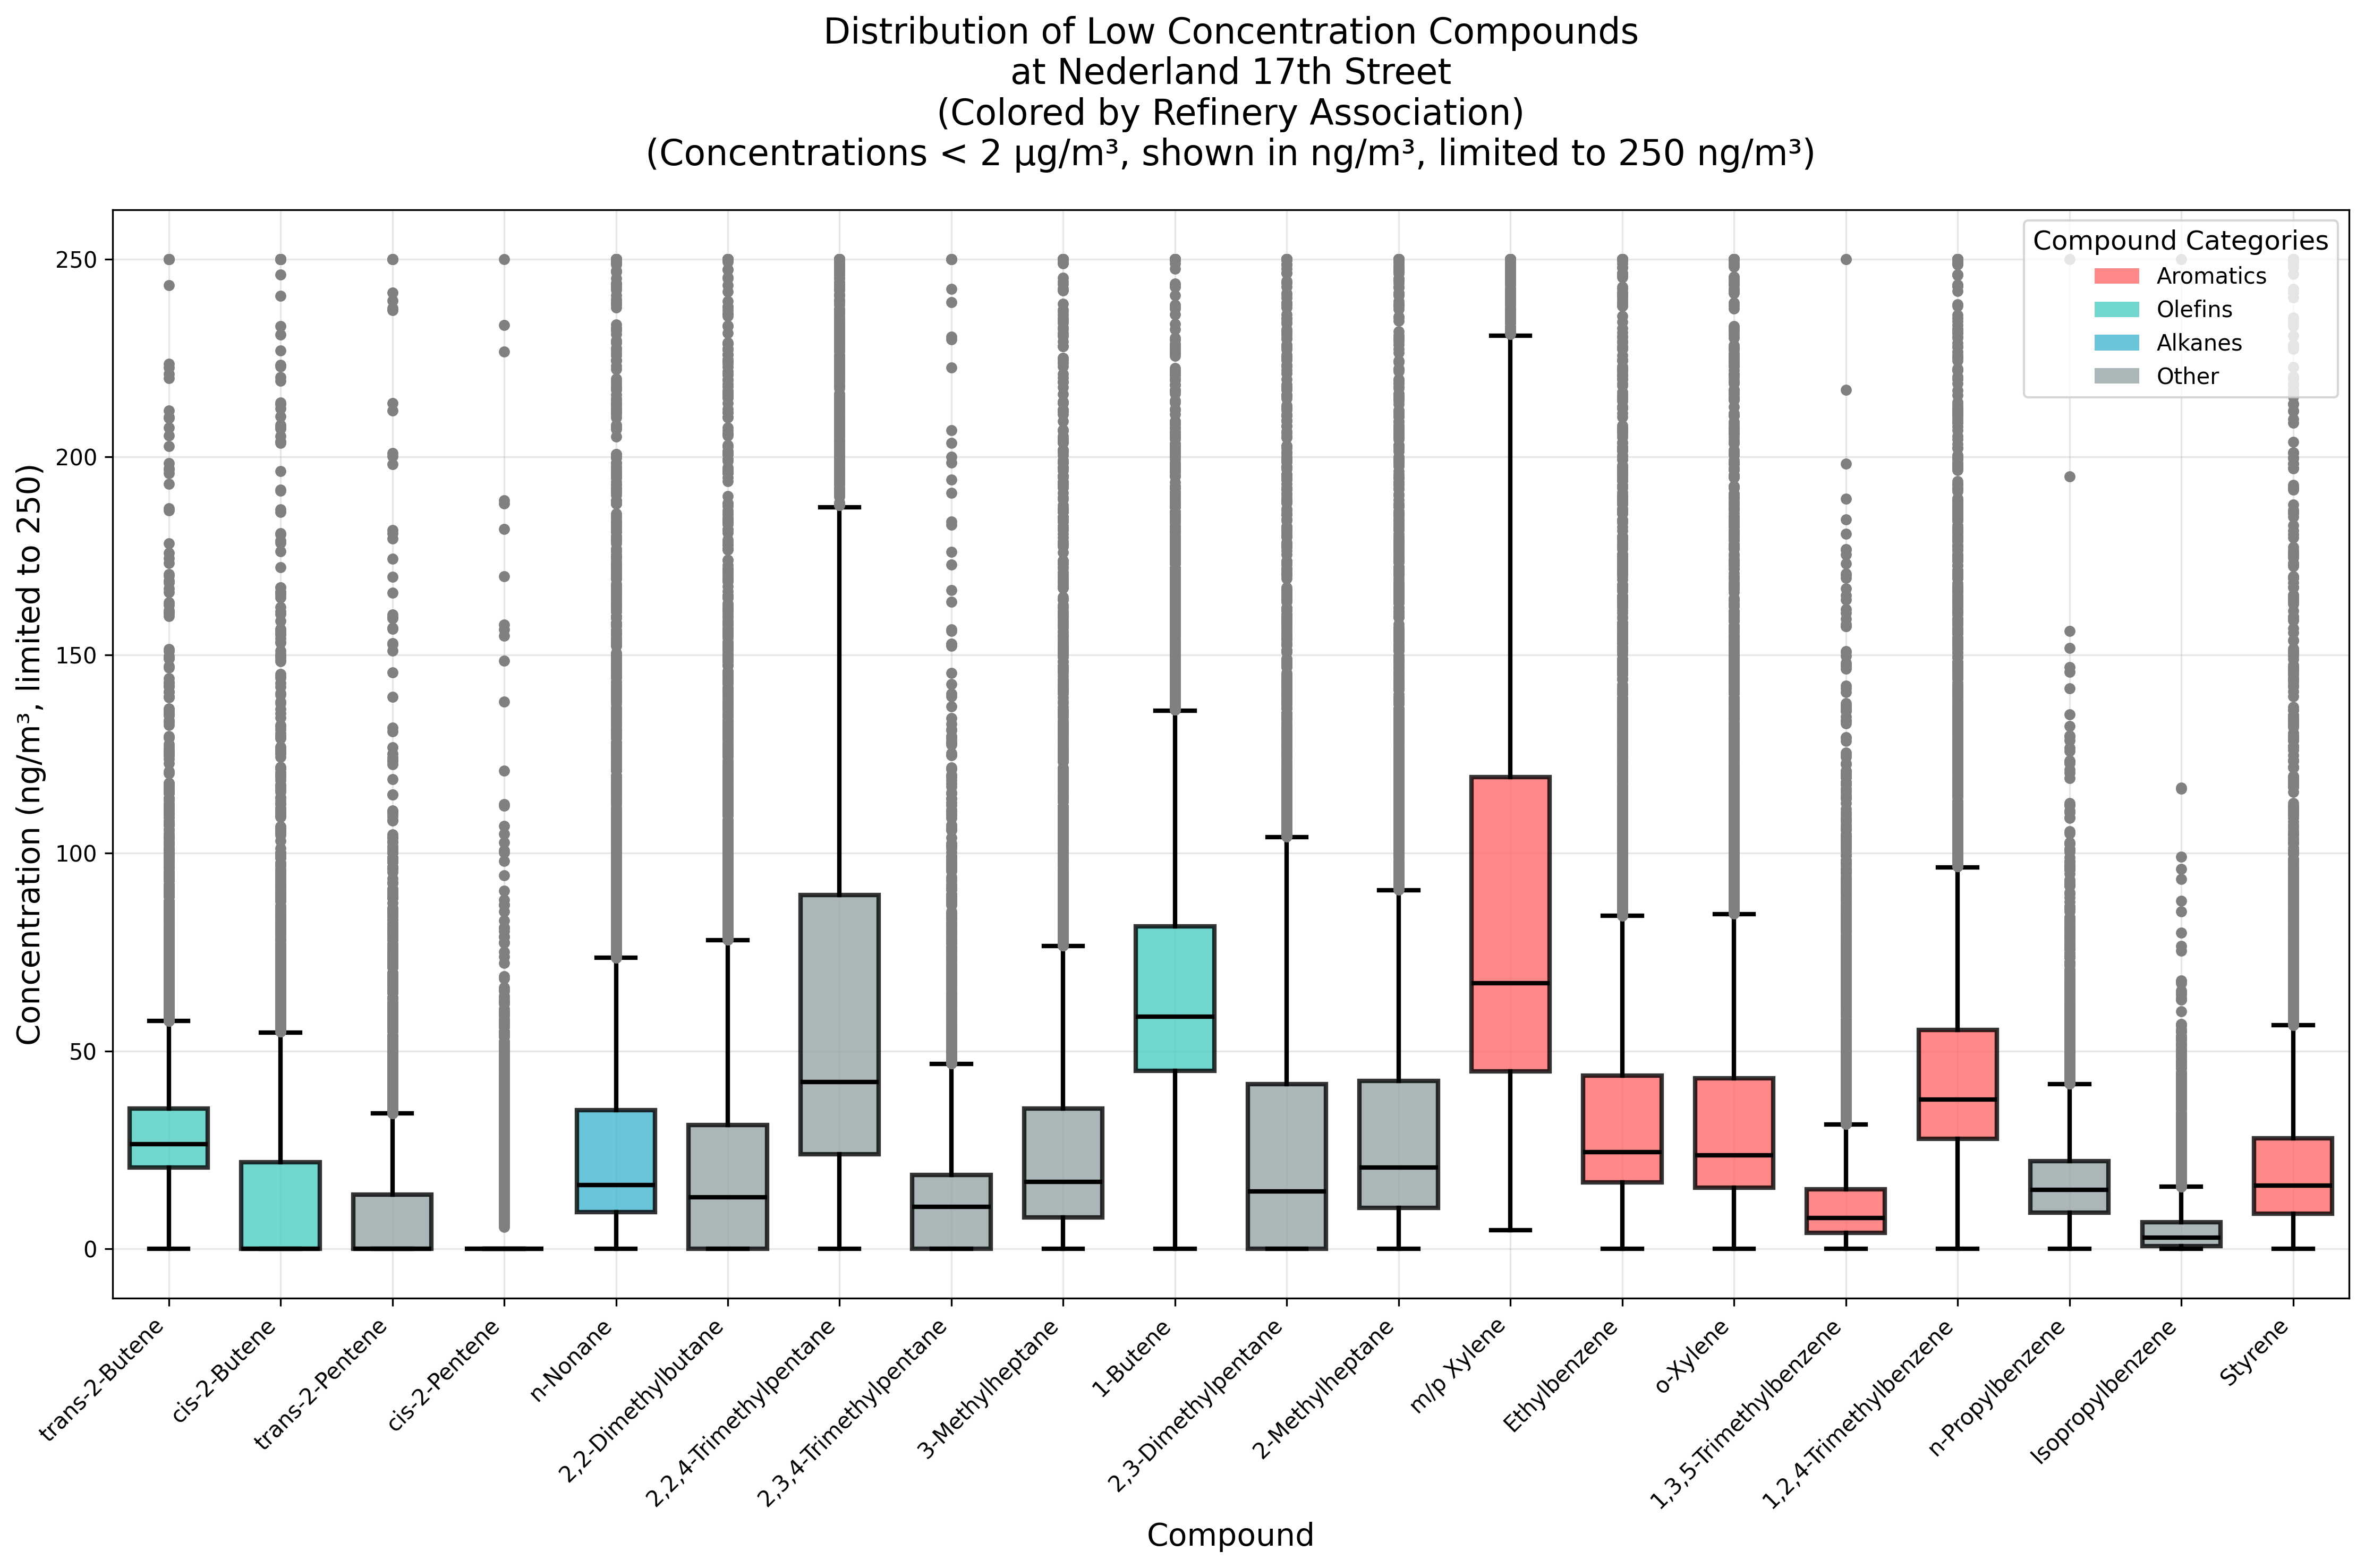 Distribution of Low Concentration Compounds
at Nederland 17th Street
(Colored by Refinery Association)
(Concentrations < 2 µg/m³, shown in ng/m³, limited to 250 ng/m³)
Compound Categories
Aromatics
Olefins
Alkanes
Other
Concentration (ng/m³, limited to 250)
250
200
150
100
50
0
trans-2-Butene
cis-2-Butene
trans-2-Pentene
cis-2-Pentene
n-Nonane
2,2-Dimethylbutane
2,2,4-Trimethylpentane
2,3,4-Trimethylpentane
3-Methylheptane
1-Butene
2,3-Dimethylpentane
2-Methylheptane
m/p Xylene
Ethylbenzene
o-Xylene
1,3,5-Trimethylbenzene
1,2,4-Trimethylbenzene
n-Propylbenzene
Isopropylbenzene
Styrene
Compound